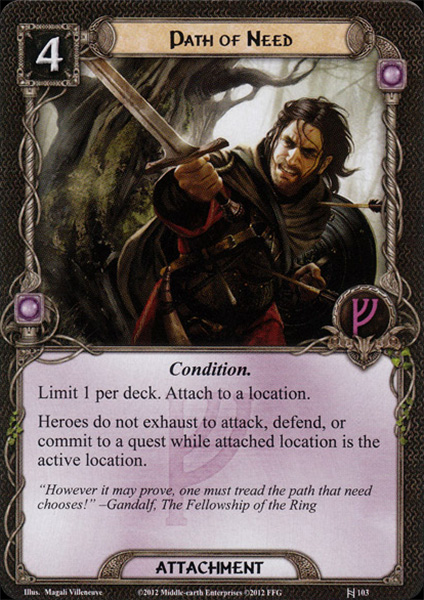 4
PATH OF NEED
Condition.
Limit 1 per deck. Attach to a location.
Heroes do not exhaust to attack, defend, or
commit to a quest while attached location is the
active location.
“However it may prove, one must tread the path that need
chooses!” –Gandalf, The Fellowship of the Ring
ATTACHMENT
Illus. Magali Villeneuve ©2012 Middle-earth Enterprises ©2012 FFG 103